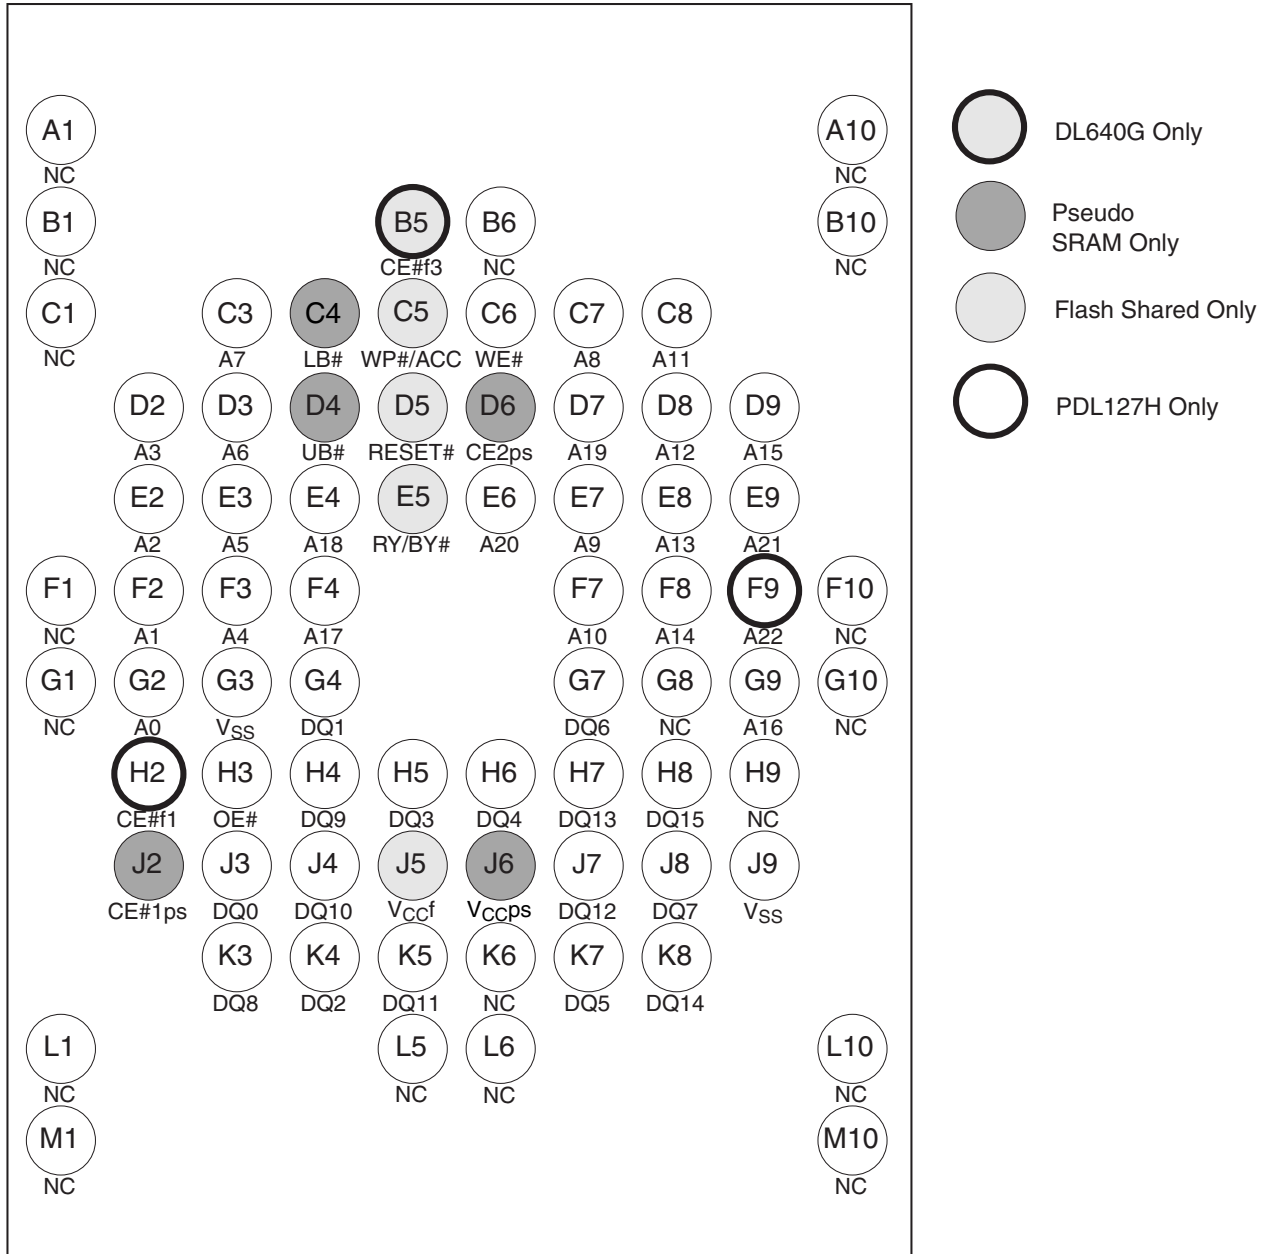 A1 A10
NC NC
B1 B5 B6 B10
NC CE#f3 NC NC
C1 C3 C4 C5 C6 C7 C8
NC A7 LB# WP#/ACC WE# A8 A11
D2 D3 D4 D5 D6 D7 D8 D9
A3 A6 UB# RESET# CE2ps A19 A12 A15
E2 E3 E4 E5 E6 E7 E8 E9
A2 A5 A18 RY/BY# A20 A9 A13 A21
F1 F2 F3 F4 F7 F8 F9 F10
NC A1 A4 A17 A10 A14 A22 NC
G1 G2 G3 G4 G7 G8 G9 G10
NC A0 VSS DQ1 DQ6 NC A16 NC
H2 H3 H4 H5 H6 H7 H8 H9
CE#f1 OE# DQ9 DQ3 DQ4 DQ13 DQ15 NC
J2 J3 J4 J5 J6 J7 J8 J9
CE#1ps DQ0 DQ10 VCCf VCCps DQ12 DQ7 VSS
K3 K4 K5 K6 K7 K8
DQ8 DQ2 DQ11 NC DQ5 DQ14
L1 L5 L6 L10
NC NC NC NC
M1 M10
NC NC
DL640G Only
Pseudo
SRAM Only
Flash Shared Only
PDL127H Only